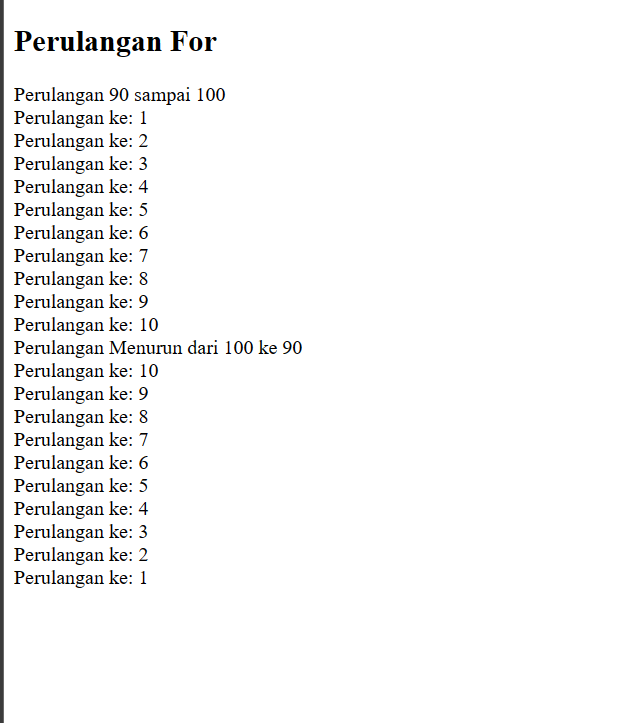 Perulangan For
Perulangan 90 sampai 100
Perulangan ke: 1
Perulangan ke: 2
Perulangan ke: 3
Perulangan ke: 4
Perulangan ke: 5
Perulangan ke: 6
Perulangan ke: 7
Perulangan ke: 8
Perulangan ke: 9
Perulangan ke: 10
Perulangan Menurun dari 100 ke 90
Perulangan ke: 10
Perulangan ke: 9
Perulangan ke: 8
Perulangan ke: 7
Perulangan ke: 6
Perulangan ke: 5
Perulangan ke: 4
Perulangan ke: 3
Perulangan ke: 2
Perulangan ke: 1